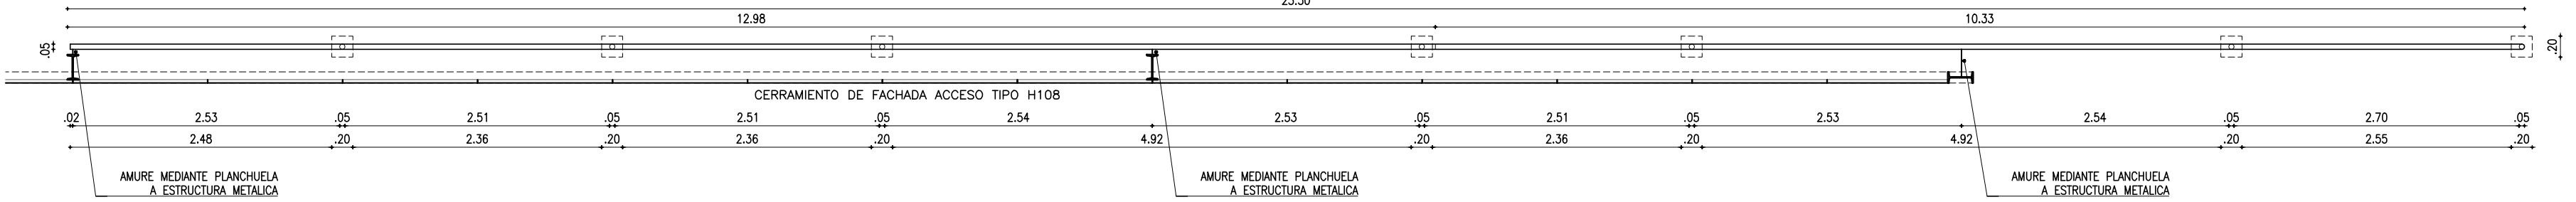 12.98 10.33
.05 .20
CERRAMIENTO DE FACHADA ACCESO TIPO H108
.02 2.53 .05 2.51 .05 2.51 .05 2.54 2.53 .05 2.51 .05 2.53 2.54 .05 2.70 .05
2.48 .20 2.36 .20 2.36 .20 4.92 .20 2.36 .20 4.92 .20 2.55 .20
AMURE MEDIANTE PLANCHUELA
A ESTRUCTURA METALICA
AMURE MEDIANTE PLANCHUELA
A ESTRUCTURA METALICA
AMURE MEDIANTE PLANCHUELA
A ESTRUCTURA METALICA